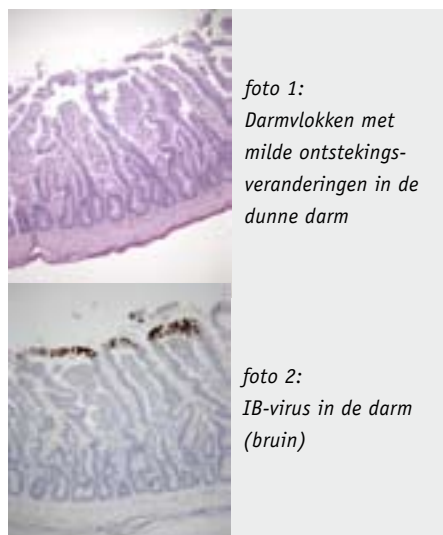 foto 1:
Darmvlokken met
milde ontstekings-
veranderingen in de
dunne darm
foto 2:
IB-virus in de darm
(bruin)